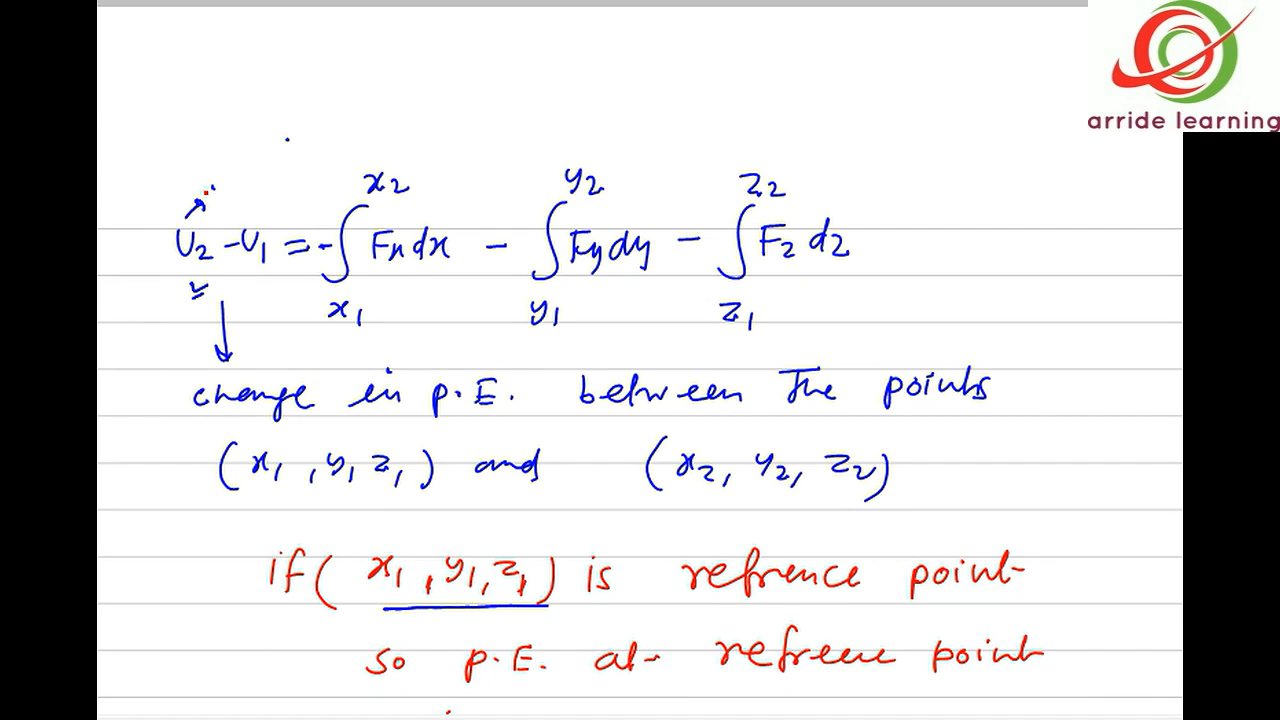 arride learning
U₂ - U₁ = - ∫_{x₁}^{x₂} Fx dx - ∫_{y₁}^{y₂} Fy dy - ∫_{z₁}^{z₂} Fz dz
change in p.E. between the points
(x₁, y₁, z₁) and (x₂, y₂, z₂)
if (x₁, y₁, z₁) is refrence point
so p.E. at refrence point